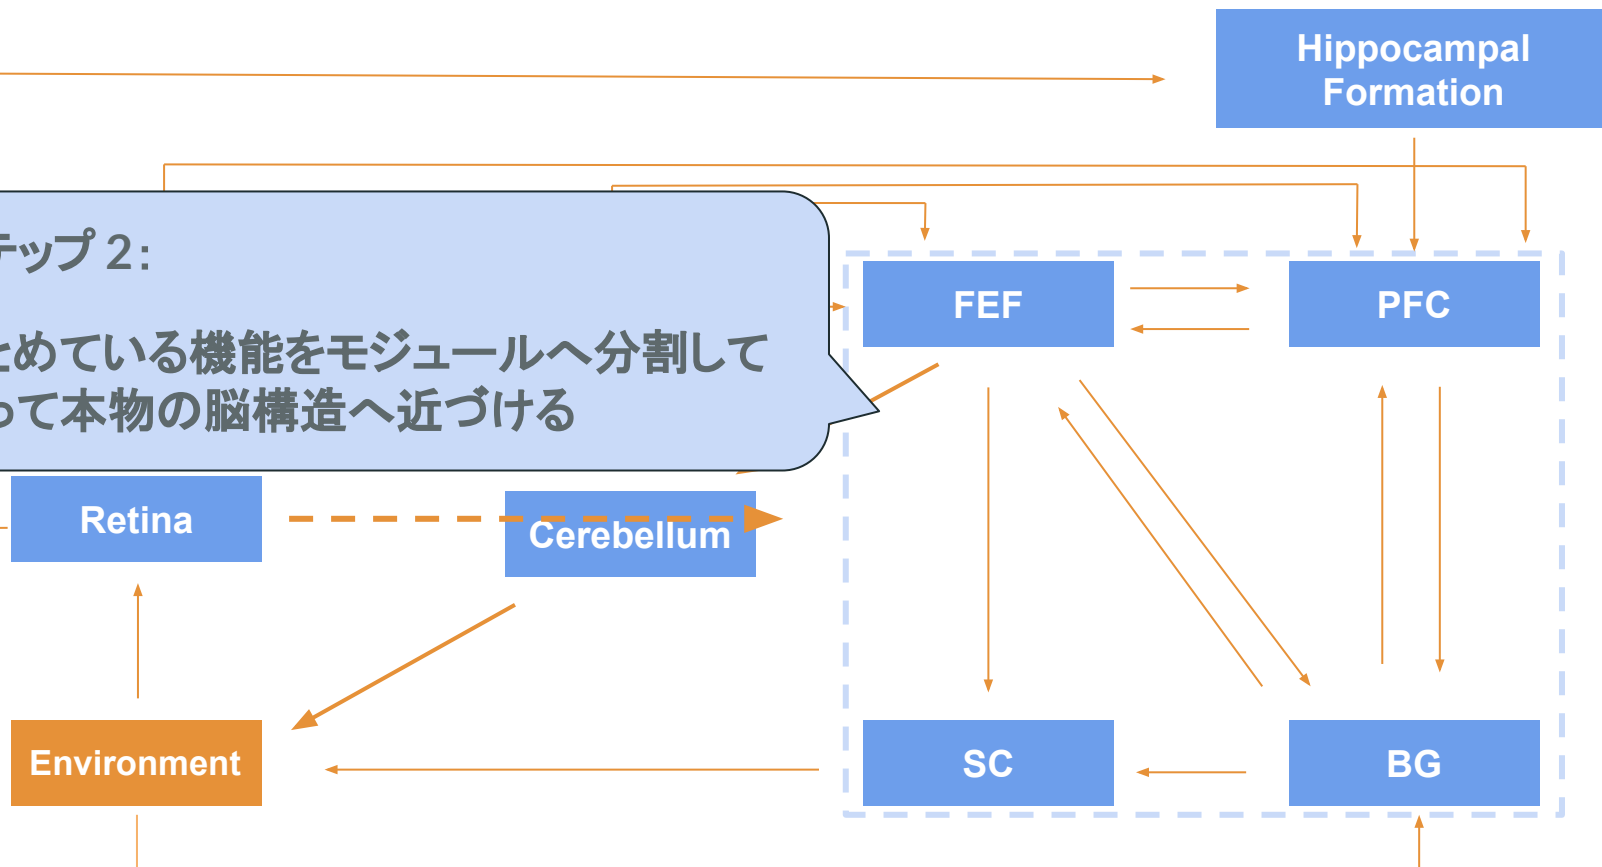 Hippocampal
Formation
テップ 2：
とめている機能をモジュールへ分割して
って本物の脳構造へ近づける
FEF
PFC
Retina
Cerebellum
Environment
SC
BG